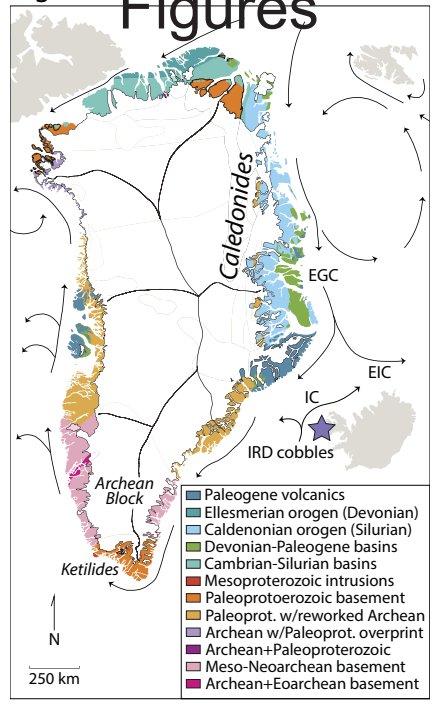 Figures
Caledonides
EGC
EIC
IC
IRD cobbles
Archean
Block
Ketilides
N
250 km
Paleogene volcanics
Ellesmerian orogen (Devonian)
Caldenonian orogen (Silurian)
Devonian-Paleogene basins
Cambrian-Silurian basins
Mesoproterozoic intrusions
Paleoptoerozoic basement
Paleoprot. w/reworked Archean
Archean w/Paleoprot. overprint
Archean+Paleoproterozoic
Meso-Neoarchean basement
Archean+Eoarchean basement